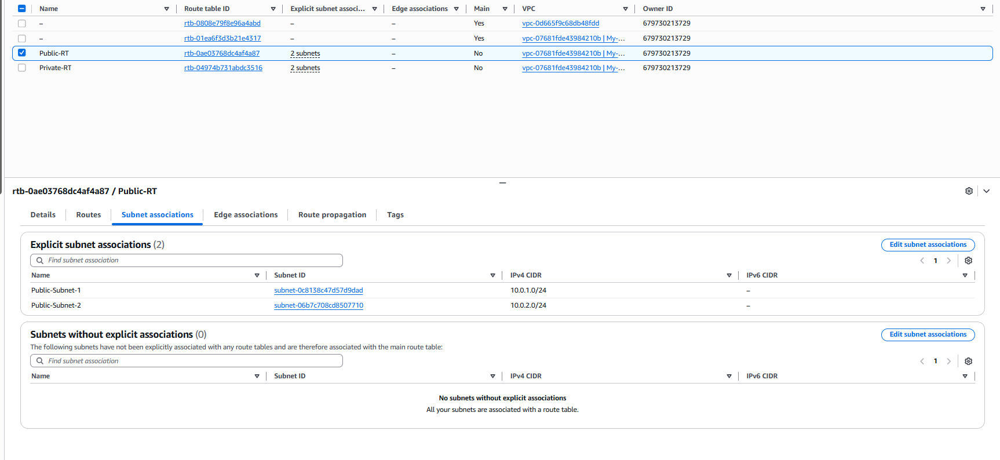 Name Route table ID Explicit subnet associ... Edge associations Main VPC Owner ID
– rtb-0808e79f8e96a4abd – – Yes vpc-0d665f9c68db48fdd 679730213729
– rtb-01ea6f3d3b21e4317 – – Yes vpc-07681fde43984210b | My-... 679730213729
Public-RT rtb-0ae03768dc4af4a87 2 subnets – No vpc-07681fde43984210b | My-... 679730213729
Private-RT rtb-04974b731abdc3516 2 subnets – No vpc-07681fde43984210b | My-... 679730213729
rtb-0ae03768dc4af4a87 / Public-RT
Details Routes Subnet associations Edge associations Route propagation Tags
Explicit subnet associations (2) Edit subnet associations
Find subnet association 1
Name Subnet ID IPv4 CIDR IPv6 CIDR
Public-Subnet-1 subnet-0c8138c47d57d9dad 10.0.1.0/24 –
Public-Subnet-2 subnet-06b7c708cd8507710 10.0.2.0/24 –
Subnets without explicit associations (0) Edit subnet associations
The following subnets have not been explicitly associated with any route tables and are therefore associated with the main route table:
Find subnet association 1
Name Subnet ID IPv4 CIDR IPv6 CIDR
No subnets without explicit associations
All your subnets are associated with a route table.